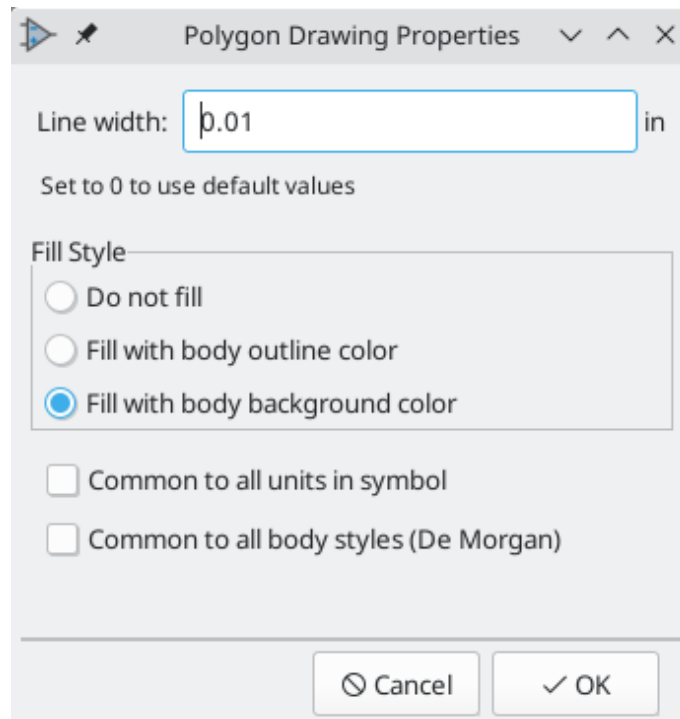 Polygon Drawing Properties
Line width: 0.01 in
Set to 0 to use default values
Fill Style
Do not fill
Fill with body outline color
Fill with body background color
Common to all units in symbol
Common to all body styles (De Morgan)
Cancel OK